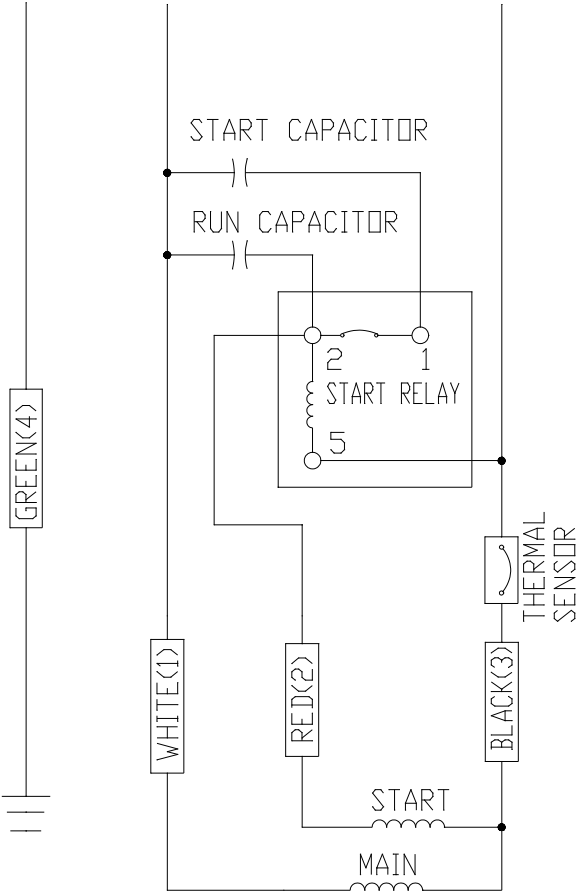 START CAPACITOR
RUN CAPACITOR
2
1
START RELAY
5
GREEN(4)
THERMAL
SENSOR
WHITE(1)
RED(2)
BLACK(3)
START
MAIN